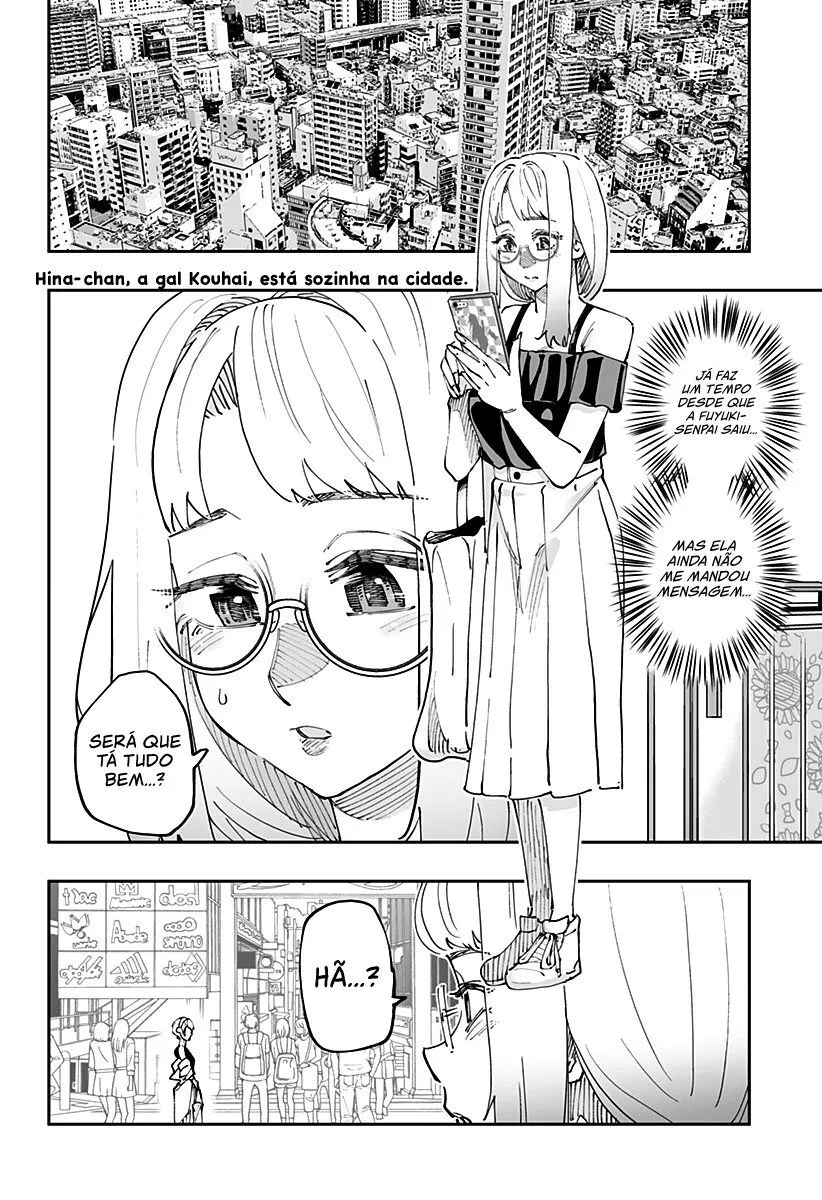 Hina-chan, a gal Kouhai, está sozinha na cidade.
JÁ FAZ
UM TEMPO
DESDE QUE
A FUYUKI-
SENPAI SAIU...
MAS ELA
AINDA NÃO
ME MANDOU
MENSAGEM...
SERÁ QUE
TÁ TUDO
BEM...?
HÃ...?